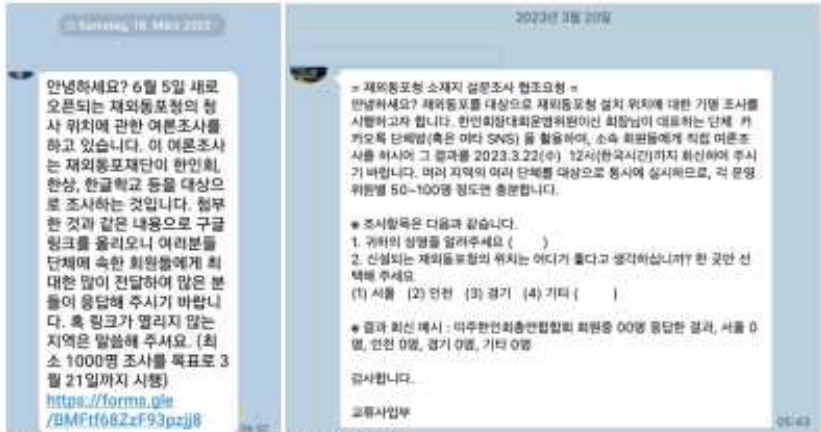 Samstag, 18. März 2023
안녕하세요? 6월 5일 새로
오픈되는 재외동포청의 청
사 위치에 관한 여론조사를
하고 있습니다. 이 여론조사
는 재외동포재단이 한인회,
한상, 한글학교 등을 대상으
로 조사하는 것입니다. 첨부
한 것과 같은 내용으로 구글
링크를 올리오니 여러분들
단체에 속한 회원들에게 최
대한 많이 전달하여 많은 분
들이 응답해 주시기 바랍니
다. 혹 링크가 열리지 않는
지역은 말씀해 주셔요. (최
소 1000명 조사를 목표로 3
월 21일까지 시행)
https://forms.gle
/BMFtf68ZzF93pzjj8
2023년 3월 20일
= 재외동포청 소재지 설문조사 협조요청 =
안녕하세요? 재외동포를 대상으로 재외동포청 설치 위치에 대한 기명 조사를
시행하고자 합니다. 한인회장대회운영위원이신 회장님이 대표하는 단체 카
카오톡 단체방(혹은 여타 SNS) 을 활용하여, 소속 회원들에게 직접 여론조
사를 하시어 그 결과를 2023.3.22(수) 12시(한국시간)까지 회신하여 주시
기 바랍니다. 여러 지역의 여러 단체를 대상으로 동시에 실시하므로, 각 운영
위원별 50~100명 정도면 충분합니다.
● 조사항목은 다음과 같습니다.
1. 귀하의 성명을 알려주세요 ( )
2. 신설되는 재외동포청의 위치는 어디가 좋다고 생각하십니까? 한 곳만 선
택해 주세요
(1) 서울 (2) 인천 (3) 경기 (4) 기타 ( )
● 결과 회신 예시 : 미주한인회총연합회 회원중 00명 응답한 결과, 서울 0
명, 인천 0명, 경기 0명, 기타 0명
감사합니다.
교류사업부
05:43